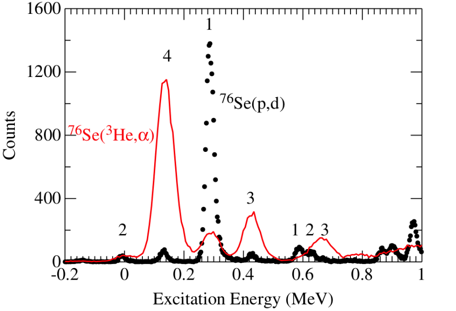 1600
1200
800
400
0
Counts
1
4
⁷⁶Se(p,d)
⁷⁶Se(³He,α)
3
2
1 2 3
-0.2 0 0.2 0.4 0.6 0.8 1
Excitation Energy (MeV)